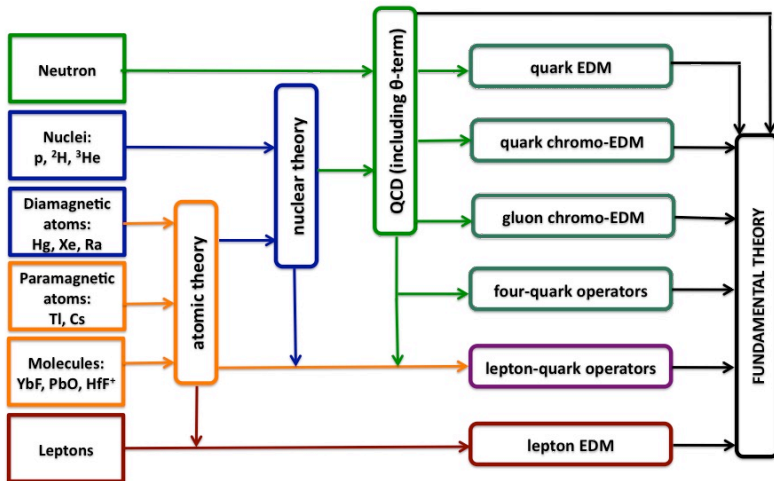 Neutron
Nuclei:
p, ²H, ³He
Diamagnetic
atoms:
Hg, Xe, Ra
Paramagnetic
atoms:
Tl, Cs
Molecules:
YbF, PbO, HfF⁺
Leptons
atomic theory
nuclear theory
QCD (including θ-term)
quark EDM
quark chromo-EDM
gluon chromo-EDM
four-quark operators
lepton-quark operators
lepton EDM
FUNDAMENTAL THEORY